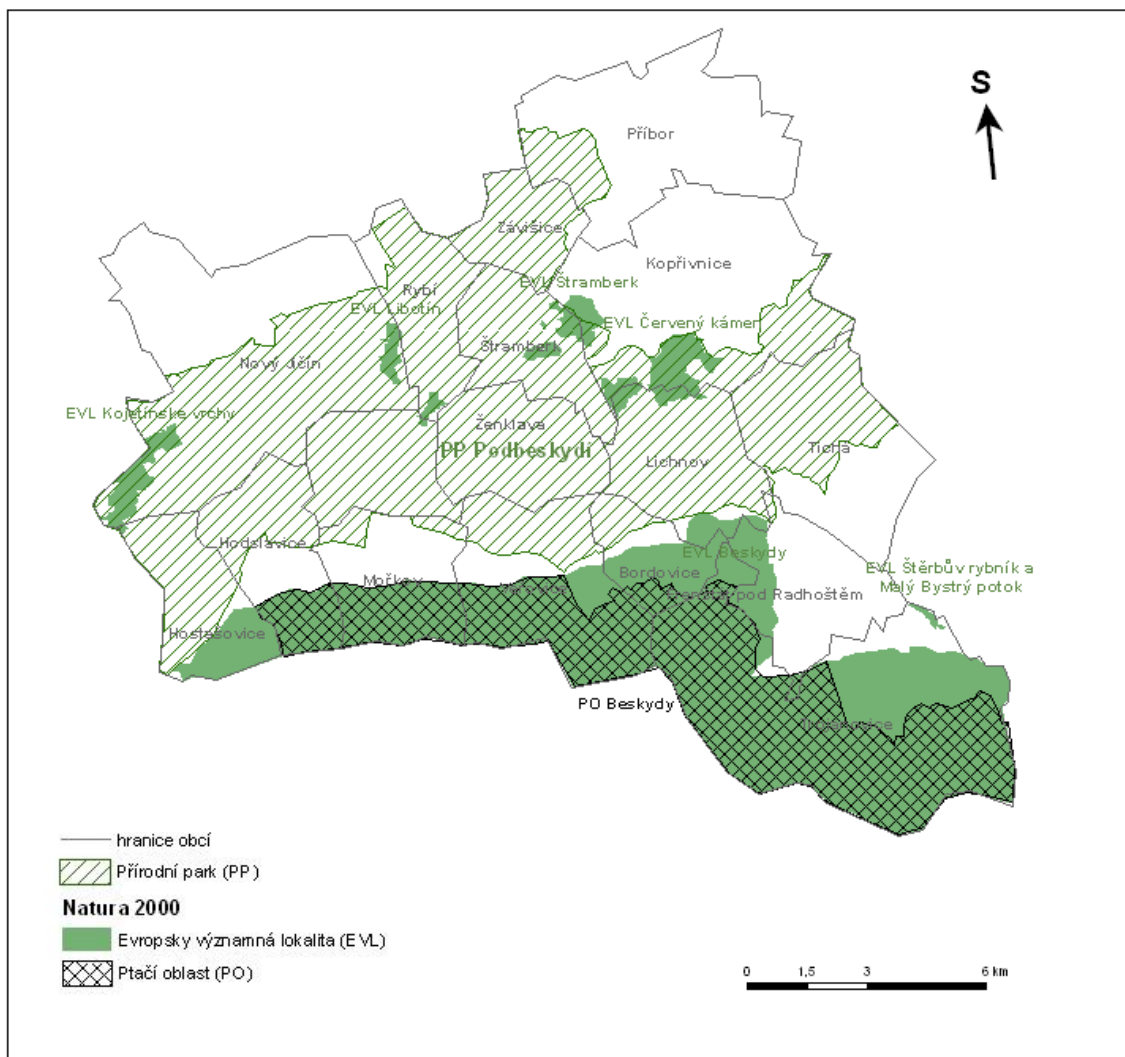 S
Příbor
Závišice
Kopřivnice
EVL Štramberk
Rybí
EVL Libotín
EVL Červený kámen
Štramberk
Nový Jičín
EVL Kojetínské vrchy
Ženklava
PP Podbeskydí
Lichnov
Tichá
Hodslavice
EVL Beskydy
Mořkov
Bordovice
EVL Štěrbův rybník a
Malý Bystrý potok
pod Radhoštěm
Hostašovice
PO Beskydy
hranice obcí
Přírodní park (PP)
Natura 2000
Evropsky významná lokalita (EVL)
Ptačí oblast (PO)
0 1,5 3 6 km